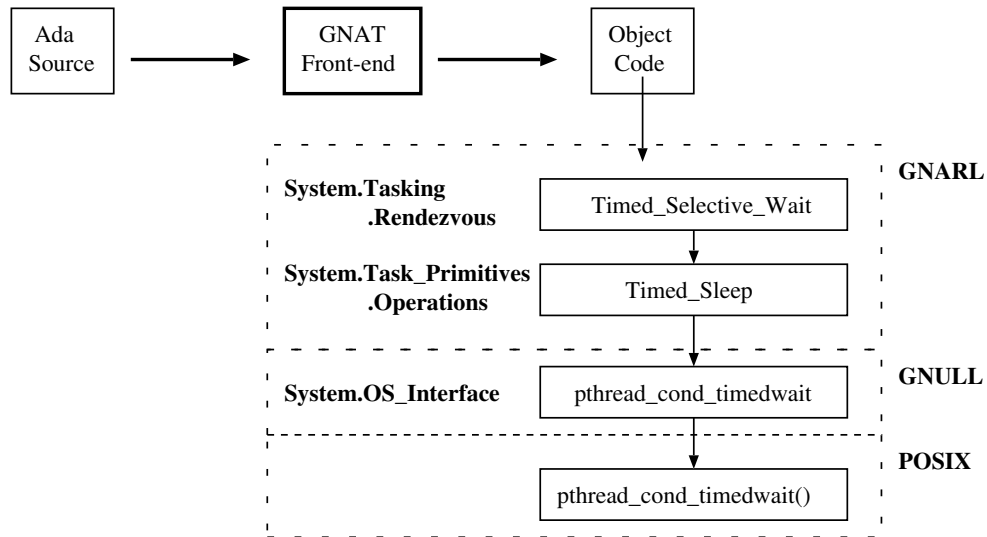 Ada
Source
GNAT
Front-end
Object
Code
GNARL
System.Tasking
.Rendezvous
Timed_Selective_Wait
System.Task_Primitives
.Operations
Timed_Sleep
GNULL
System.OS_Interface
pthread_cond_timedwait
POSIX
pthread_cond_timedwait()